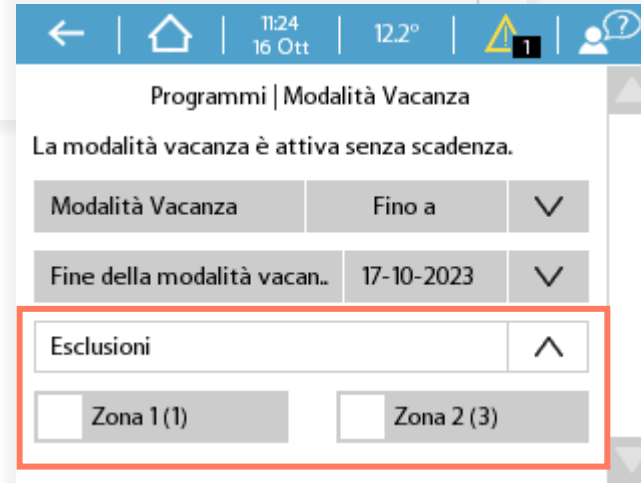 11:24
16 Ott
12.2°
1
?
Programmi | Modalità Vacanza
La modalità vacanza è attiva senza scadenza.
Modalità Vacanza Fino a
Fine della modalità vacan.. 17-10-2023
Esclusioni
Zona 1 (1) Zona 2 (3)